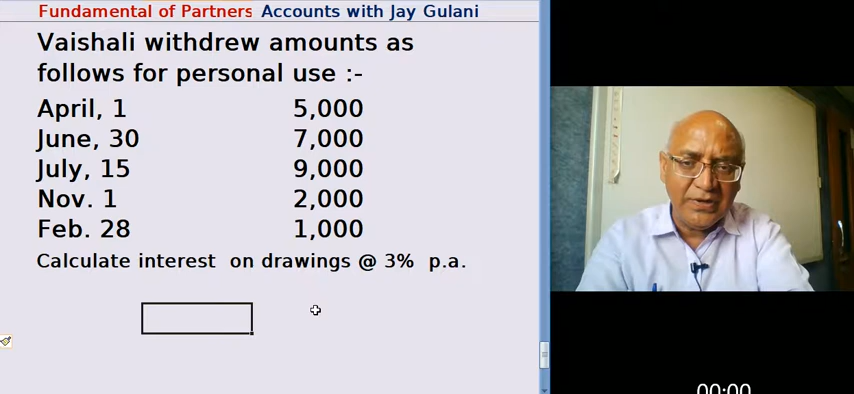 Fundamental of Partners Accounts with Jay Gulani
Vaishali withdrew amounts as
follows for personal use :-
April, 1 5,000
June, 30 7,000
July, 15 9,000
Nov. 1 2,000
Feb. 28 1,000
Calculate interest on drawings @ 3% p.a.
00:00